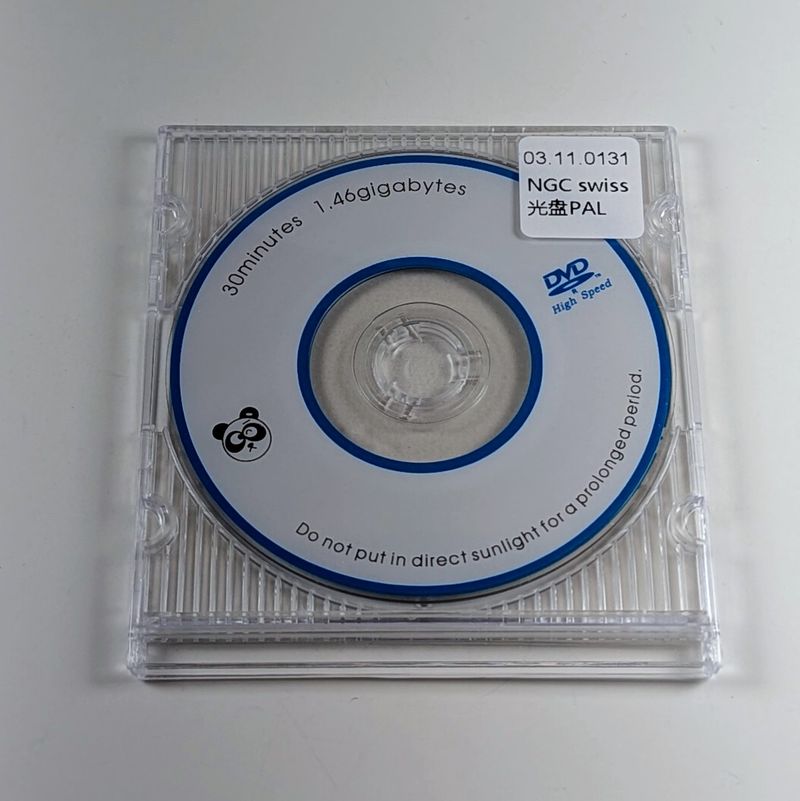 03.11.0131
NGC swiss
光盘PAL
30minutes 1.46gigabytes
DVD
R
TM
High Speed
Do not put in direct sunlight for a prolonged period.